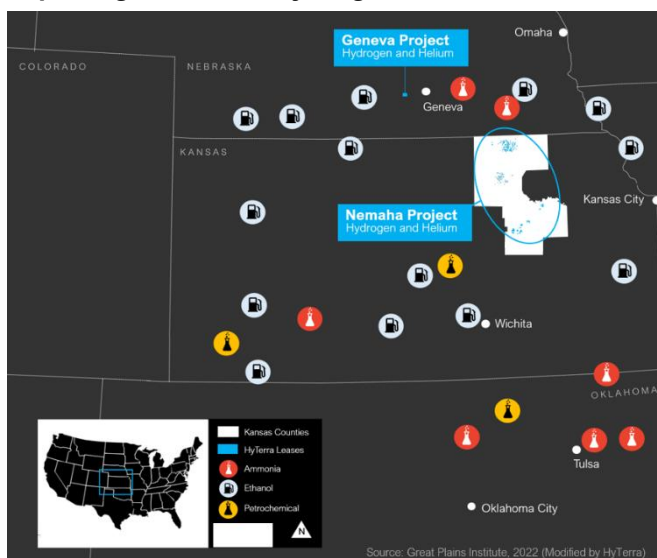 Geneva Project
Hydrogen and Helium
Omaha
COLORADO
NEBRASKA
Geneva
KANSAS
Kansas City
Nemaha Project
Hydrogen and Helium
Wichita
OKLAHOMA
Kansas Counties
HyTerra Leases
Ammonia
Ethanol
Petrochemical
N
Tulsa
Oklahoma City
Source: Great Plains Institute, 2022 (Modified by HyTerra)